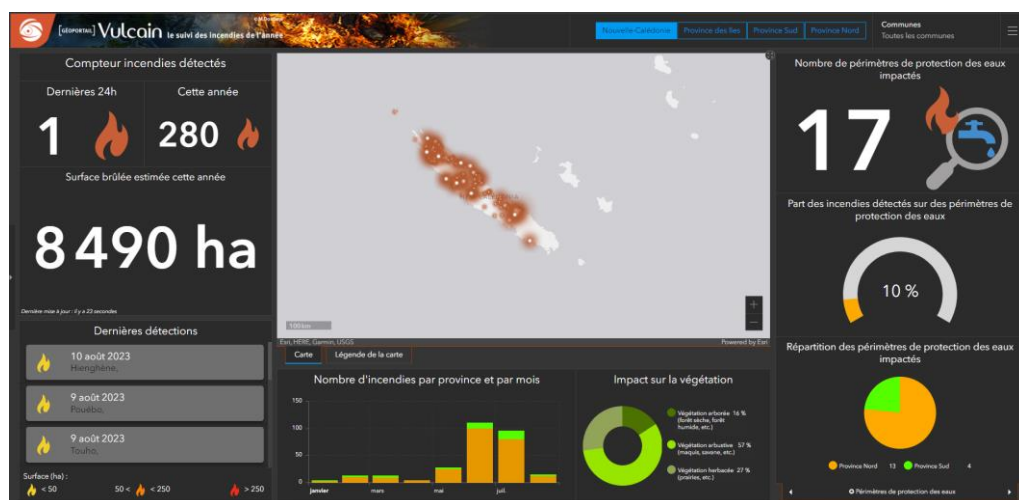 [GEOPORTAIL] Vulcain le suivi des incendies de l'année
Nouvelle-Calédonie
Province des Iles
Province Sud
Province Nord
Communes
Toutes les communes
Compteur incendies détectés
Dernières 24h
Cette année
1
280
Surface brûlée estimée cette année
8 490 ha
Dernière mise à jour : il y a 23 secondes
Dernières détections
10 août 2023
Hienghène,
9 août 2023
Pouébo,
9 août 2023
Touho,
Surface (ha) :
< 50
50 < < 250
> 250
100 km
+
−
Esri, HERE, Garmin, USGS
Powered by Esri
Carte
Légende de la carte
Nombre d'incendies par province et par mois
150
100
50
0
janvier
mars
mai
juil.
Impact sur la végétation
Végétation arborée 16 %
(forêt sèche, forêt
humide, etc.)
Végétation arbustive 57 %
(maquis, savane, etc.)
Végétation herbacée 27 %
(prairies, etc.)
Nombre de périmètres de protection des eaux
impactés
17
Part des incendies détectés sur des périmètres de
protection des eaux
10 %
Répartition des périmètres de protection des eaux
impactés
Province Nord 13
Province Sud 4
Périmètres de protection des eaux